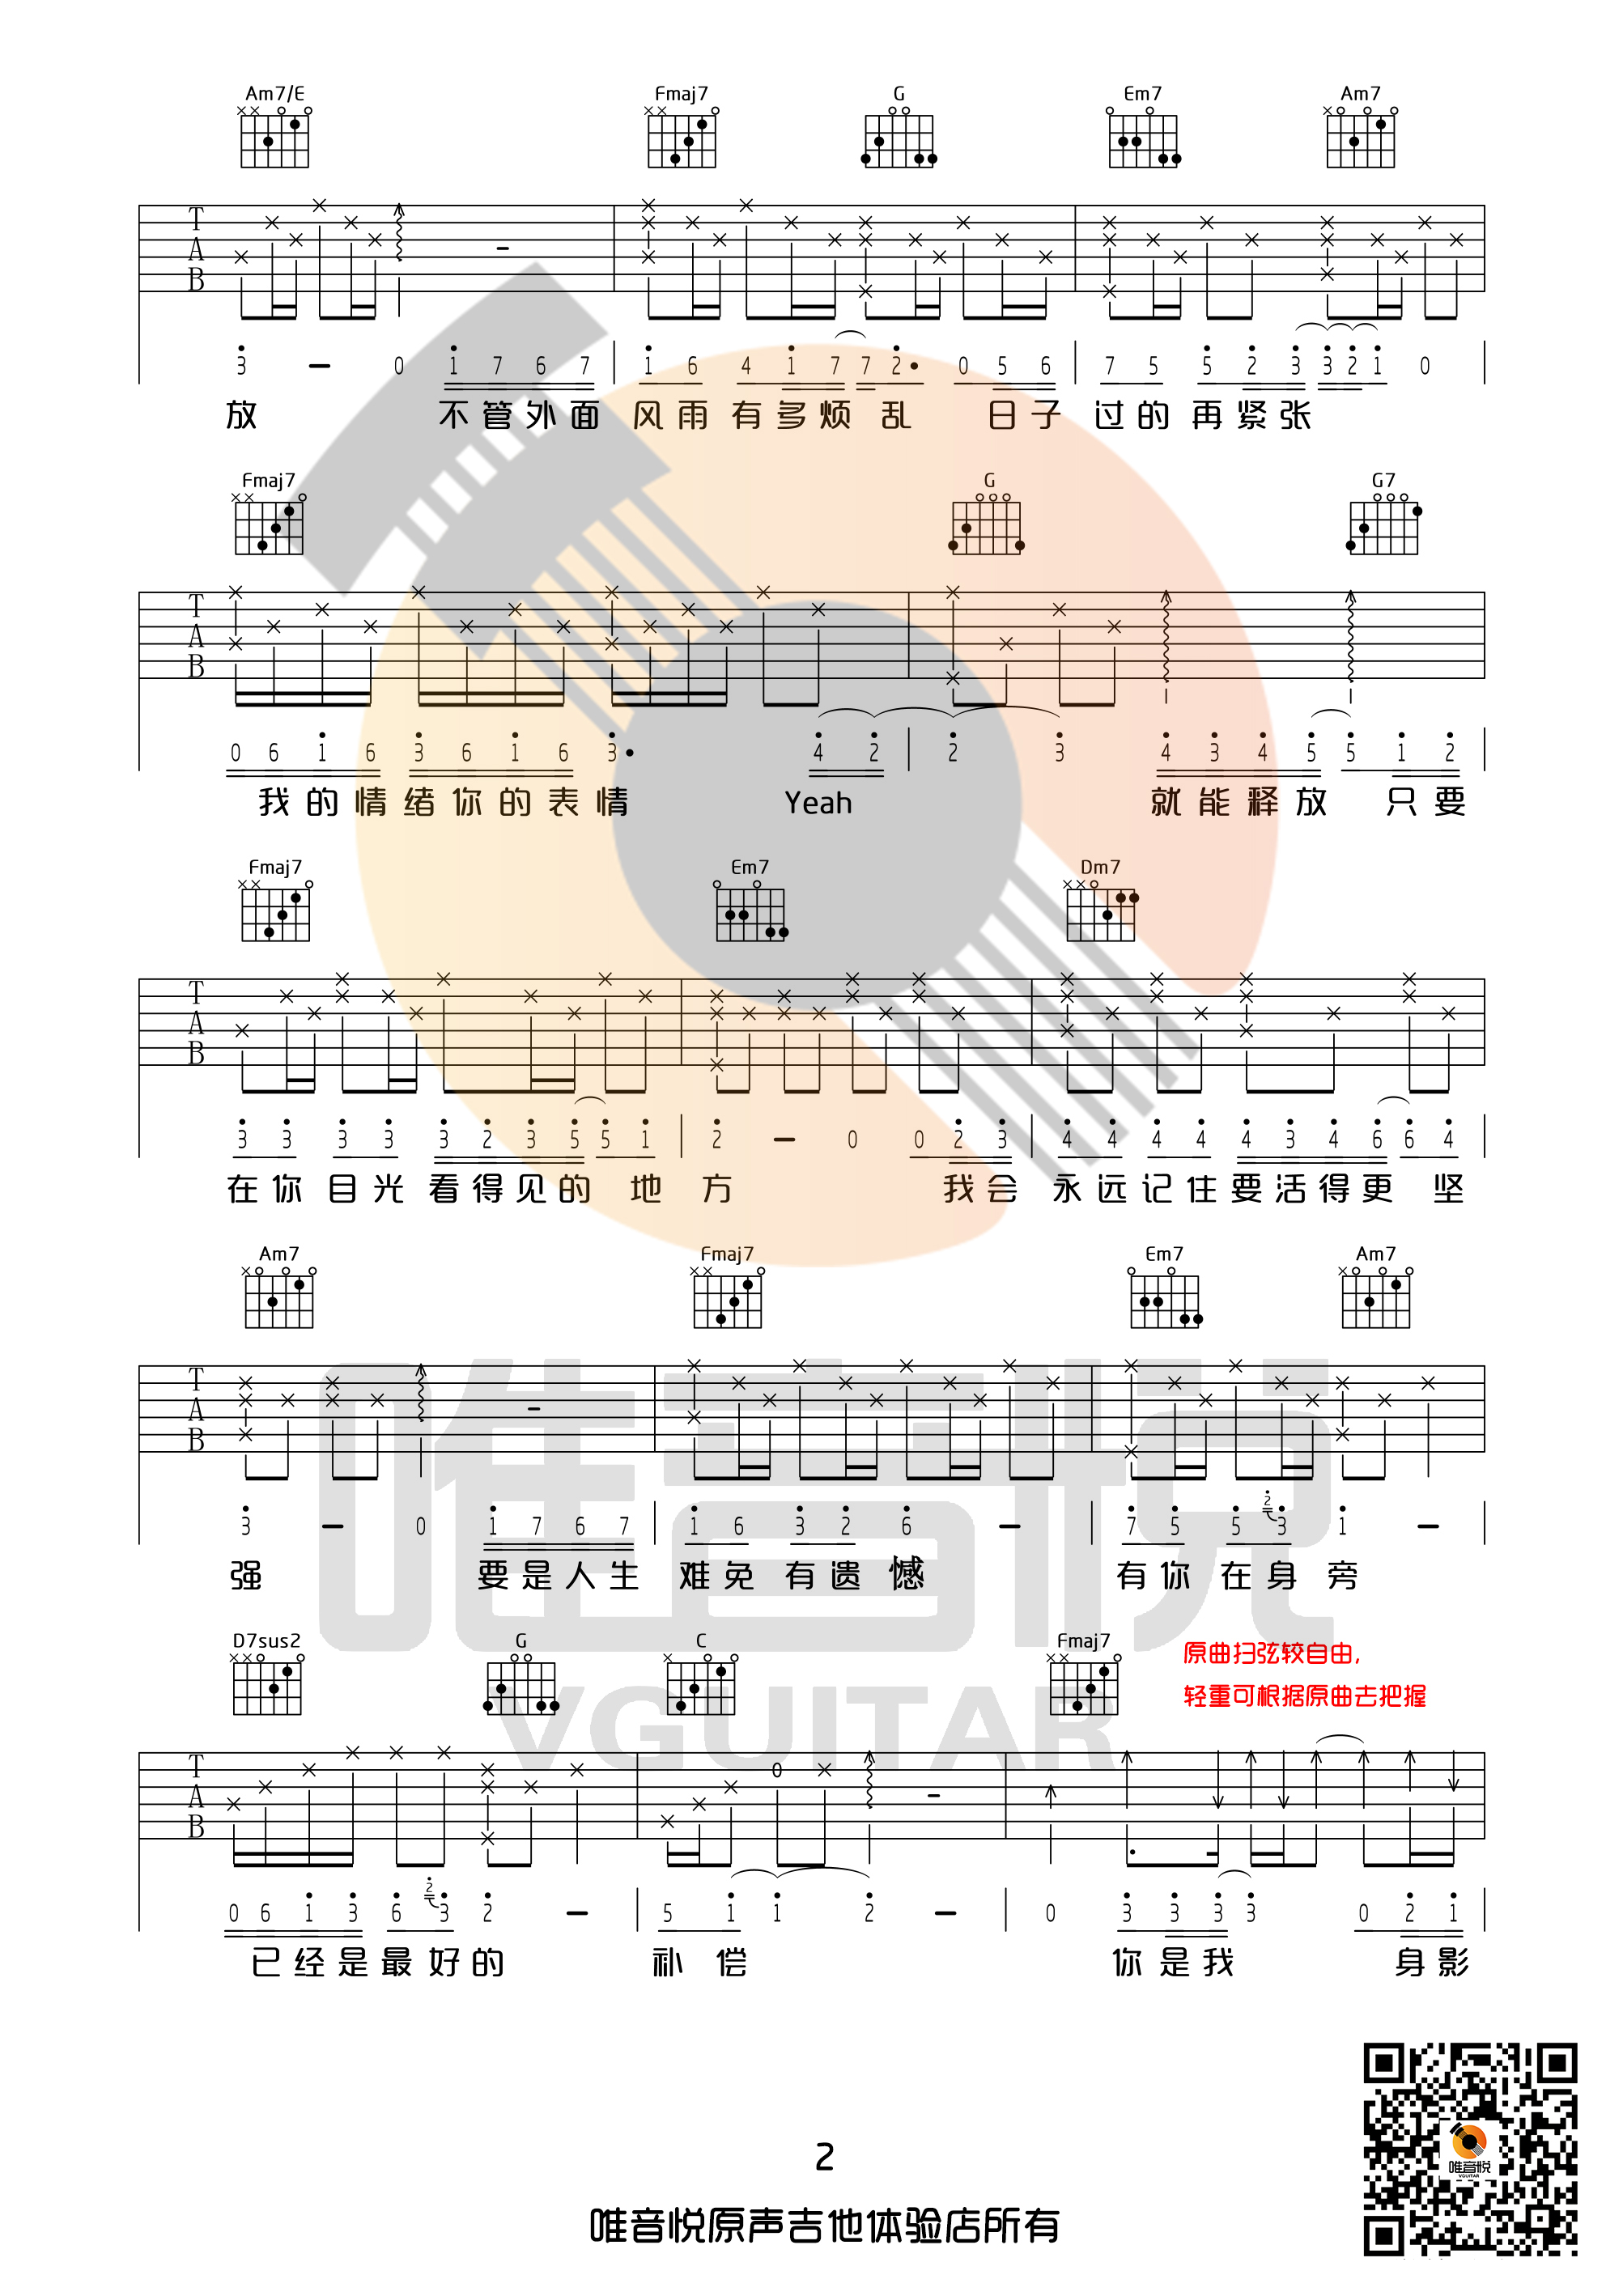 Am7/E Fmaj7 G Em7 Am7
T
A
B
3 — 0 1 7 6 7 1 6 4 1 7 7 2• 0 5 6 7 5 5 2 3 3 2 1 0
放 不管外面 风雨有多烦 乱 日子 过的再紧张
Fmaj7 G G7
T
A
B
0 6 1 6 3 6 1 6 3• 4 2 2 3 4 3 4 5 5 1 2
我的情绪你的表情 Yeah 就能释放 只要
Fmaj7 Em7 Dm7
T
A
B
3 3 3 3 3 2 3 5 5 1 2 — 0 0 2 3 4 4 4 4 4 3 4 6 6 4
在你目光看得见的 地 方 我会 永远记住要活得更 坚
Am7 Fmaj7 Em7 Am7
T
A
B
3 — 0 1 7 6 7 1 6 3 2 6 — 7 5 5 2 3 1 —
强 要是人生 难免有遗憾 有你在身旁
唯音悦
D7sus2 G C Fmaj7
原曲扫弦较自由,
轻重可根据原曲去把握
VGUITAR
T
A
B
0
0 6 1 3 6 2 3 2 — 5 1 1 2 — 0 3 3 3 3 0 2 1
已经是最好的 补偿 你是我 身影
2
唯音悦
VGUITAR
唯音悦原声吉他体验店所有